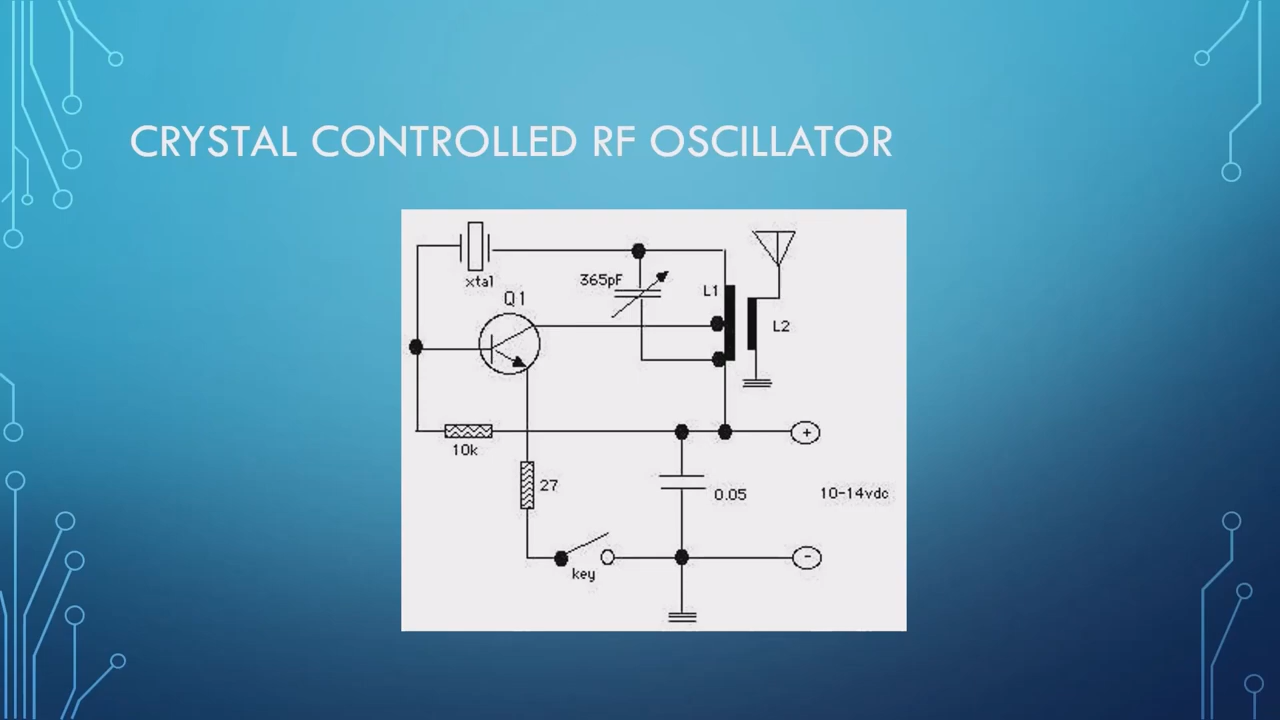 CRYSTAL CONTROLLED RF OSCILLATOR
xtal
365pF
Q1
L1
L2
+
10k
27
0.05
10-14vdc
key
-